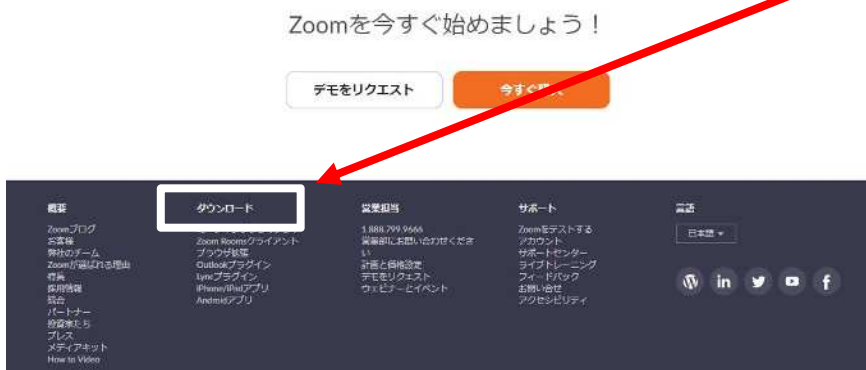 Zoomを今すぐ始めましょう！
デモをリクエスト
今すぐ購入
概要
Zoomブログ
お客様
弊社のチーム
Zoomが選ばれる理由
特長
採用情報
統合
パートナー
投資家たち
プレス
メディアキット
How to Video
ダウンロード
Zoom Roomsクライアント
ブラウザ拡張
Outlookプラグイン
Lyncプラグイン
iPhone/iPadアプリ
Androidアプリ
営業担当
1.888.799.9666
営業部にお問い合わせくださ
い
計画と価格設定
デモをリクエスト
ウェビナーとイベント
サポート
Zoomをテストする
アカウント
サポートセンター
ライブトレーニング
フィードバック
お問い合せ
アクセシビリティ
言語
日本語